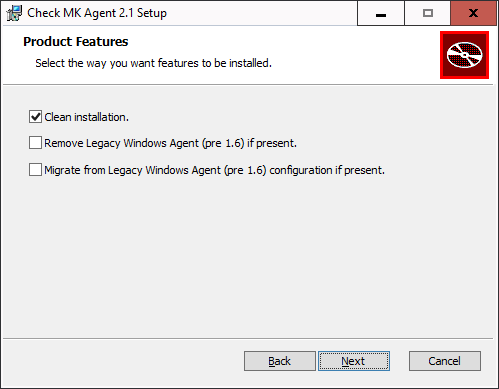 Check MK Agent 2.1 Setup
Product Features
Select the way you want features to be installed.
Clean installation.
Remove Legacy Windows Agent (pre 1.6) if present.
Migrate from Legacy Windows Agent (pre 1.6) configuration if present.
Back Next Cancel